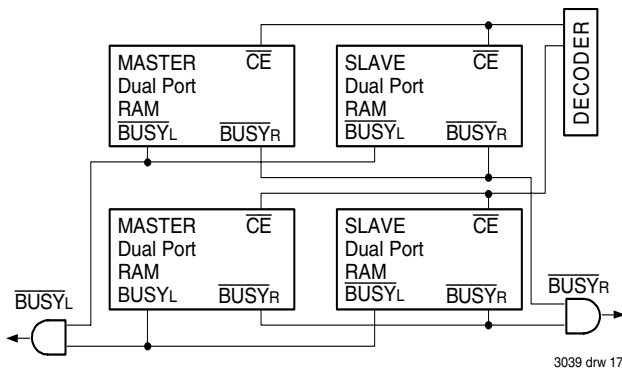 MASTER
Dual Port
RAM
CE
BUSYL
BUSYR
SLAVE
Dual Port
RAM
CE
BUSYL
BUSYR
DECODER
MASTER
Dual Port
RAM
CE
BUSYL
BUSYR
SLAVE
Dual Port
RAM
CE
BUSYL
BUSYR
BUSYL
BUSYR
3039 drw 17